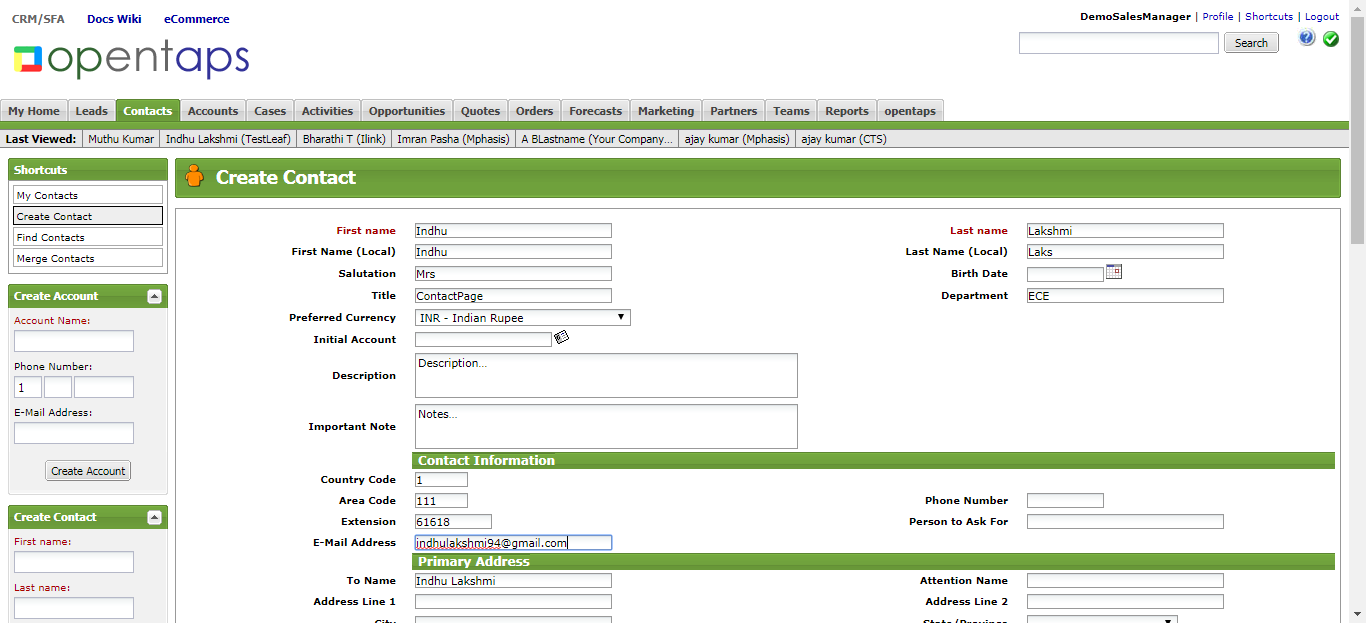 CRM/SFA Docs Wiki eCommerce
DemoSalesManager | Profile | Shortcuts | Logout
opentaps
Search
My Home Leads Contacts Accounts Cases Activities Opportunities Quotes Orders Forecasts Marketing Partners Teams Reports opentaps
Last Viewed: Muthu Kumar Indhu Lakshmi (TestLeaf) Bharathi T (Ilink) Imran Pasha (Mphasis) A BLastname (Your Company... ajay kumar (Mphasis) ajay kumar (CTS)
Shortcuts
My Contacts
Create Contact
Find Contacts
Merge Contacts
Create Account
Account Name:
Phone Number:
1
E-Mail Address:
Create Account
Create Contact
First name:
Last name:
Create Contact
First name Indhu Last name Lakshmi
First Name (Local) Indhu Last Name (Local) Laks
Salutation Mrs Birth Date
Title ContactPage Department ECE
Preferred Currency INR - Indian Rupee
Initial Account
Description Description...
Important Note Notes...
Contact Information
Country Code 1
Area Code 111 Phone Number
Extension 61618 Person to Ask For
E-Mail Address indhulakshmi94@gmail.com
Primary Address
To Name Indhu Lakshmi Attention Name
Address Line 1 Address Line 2
City State/Province